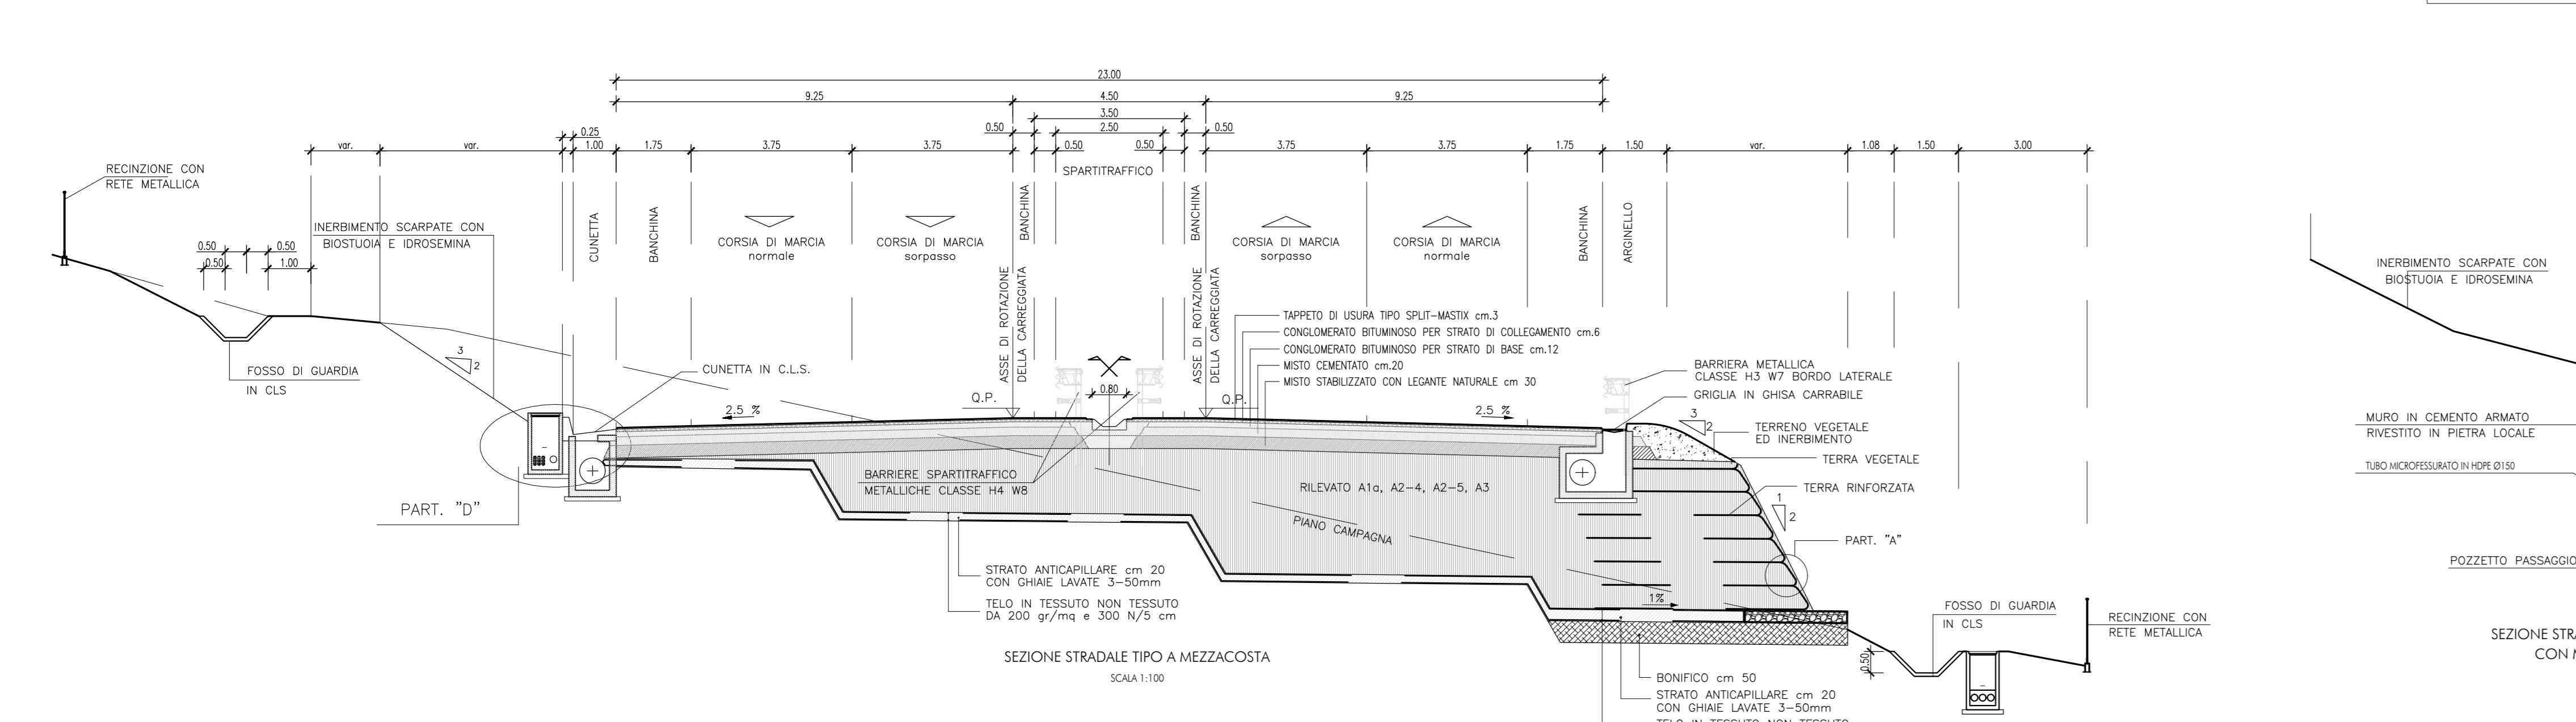 23.00
9.25
4.50
9.25
3.50
0.50
2.50
0.50
0.25
var.
var.
1.00
1.75
3.75
3.75
0.50
0.50
3.75
3.75
1.75
1.50
var.
1.08
1.50
3.00
SPARTITRAFFICO
RECINZIONE CON
RETE METALLICA
INERBIMENTO SCARPATE CON
BIOSTUOIA E IDROSEMINA
0.50
0.50
0.50
1.00
CUNETTA
BANCHINA
CORSIA DI MARCIA
normale
CORSIA DI MARCIA
sorpasso
BANCHINA
ASSE DI ROTAZIONE
DELLA CARREGGIATA
BANCHINA
ASSE DI ROTAZIONE
DELLA CARREGGIATA
CORSIA DI MARCIA
sorpasso
CORSIA DI MARCIA
normale
BANCHINA
ARGINELLO
TAPPETO DI USURA TIPO SPLIT-MASTIX cm.3
CONGLOMERATO BITUMINOSO PER STRATO DI COLLEGAMENTO cm.6
CONGLOMERATO BITUMINOSO PER STRATO DI BASE cm.12
MISTO CEMENTATO cm.20
MISTO STABILIZZATO CON LEGANTE NATURALE cm 30
FOSSO DI GUARDIA
IN CLS
3
2
CUNETTA IN C.L.S.
2.5 %
Q.P.
0.80
Q.P.
2.5 %
BARRIERA METALLICA
CLASSE H3 W7 BORDO LATERALE
GRIGLIA IN GHISA CARRABILE
3
2
TERRENO VEGETALE
ED INERBIMENTO
TERRA VEGETALE
TERRA RINFORZATA
1
2
PART. "A"
BARRIERE SPARTITRAFFICO
METALLICHE CLASSE H4 W8
RILEVATO A1a, A2-4, A2-5, A3
PIANO CAMPAGNA
PART. "D"
STRATO ANTICAPILLARE cm 20
CON GHIAIE LAVATE 3-50mm
TELO IN TESSUTO NON TESSUTO
DA 200 gr/mq e 300 N/5 cm
1%
SEZIONE STRADALE TIPO A MEZZACOSTA
SCALA 1:100
BONIFICO cm 50
STRATO ANTICAPILLARE cm 20
CON GHIAIE LAVATE 3-50mm
TELO IN TESSUTO NON TESSUTO
0.50
FOSSO DI GUARDIA
IN CLS
RECINZIONE CON
RETE METALLICA
INERBIMENTO SCARPATE CON
BIOSTUOIA E IDROSEMINA
MURO IN CEMENTO ARMATO
RIVESTITO IN PIETRA LOCALE
TUBO MICROFESSURATO IN HDPE Ø150
POZZETTO PASSAGGIO
SEZIONE STRA
CON